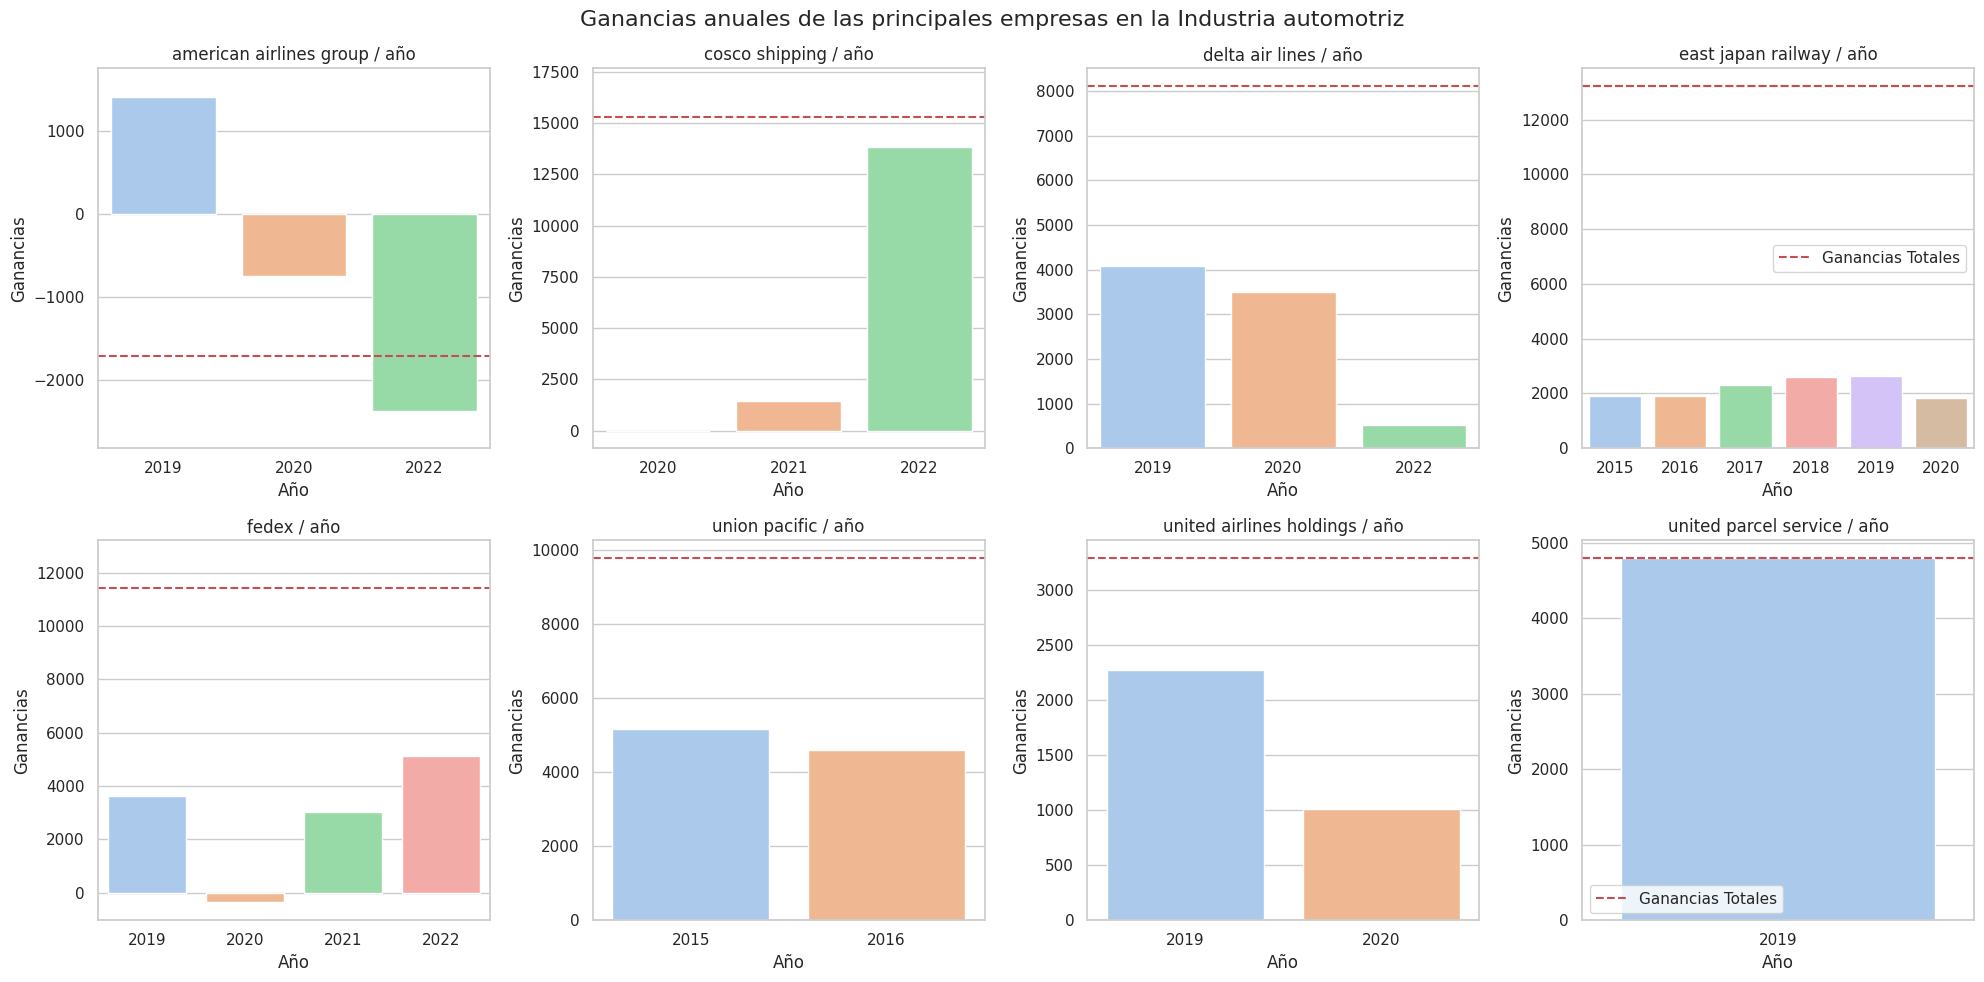 Ganancias anuales de las principales empresas en la Industria automotriz
american airlines group / año
Ganancias
1000
0
−1000
−2000
2019 2020 2022
Año
cosco shipping / año
Ganancias
17500
15000
12500
10000
7500
5000
2500
0
2020 2021 2022
Año
delta air lines / año
Ganancias
8000
7000
6000
5000
4000
3000
2000
1000
0
2019 2020 2022
Año
east japan railway / año
Ganancias
12000
10000
8000
6000
4000
2000
0
Ganancias Totales
2015 2016 2017 2018 2019 2020
Año
fedex / año
Ganancias
12000
10000
8000
6000
4000
2000
0
2019 2020 2021 2022
Año
union pacific / año
Ganancias
10000
8000
6000
4000
2000
0
2015 2016
Año
united airlines holdings / año
Ganancias
3000
2500
2000
1500
1000
500
0
2019 2020
Año
united parcel service / año
Ganancias
5000
4000
3000
2000
1000
0
Ganancias Totales
2019
Año